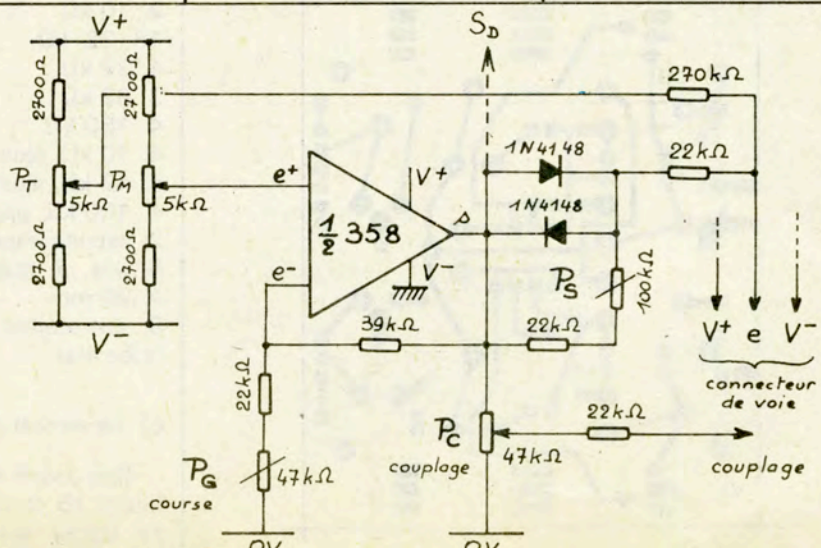 V+
S_D
2700Ω
2700Ω
270kΩ
1N4148
22kΩ
P_T
P_M
5kΩ
5kΩ
e+
V+
1/2 358
s
1N4148
e-
V-
P_S
100kΩ
2700Ω
2700Ω
V-
39kΩ
22kΩ
V+ e V-
connecteur
de voie
22kΩ
P_G
47kΩ
course
P_C
47kΩ
couplage
22kΩ
couplage
0V
0V